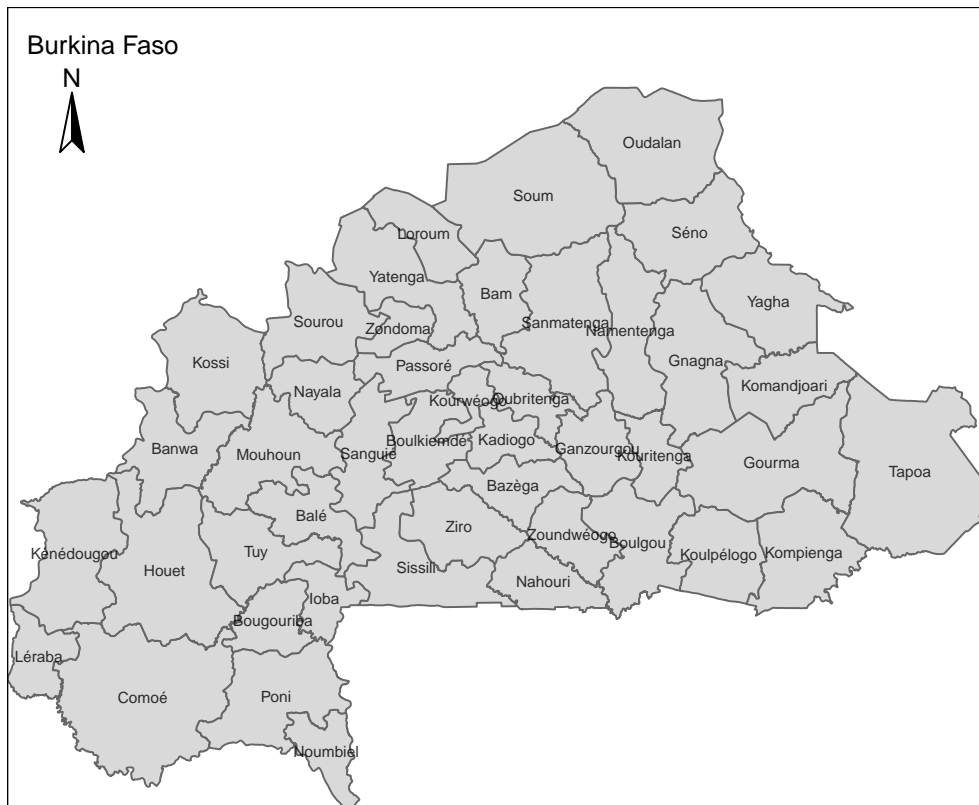 Burkina Faso
N
Oudalan
Soum
Séno
Loroum
Yatenga
Bam
Yagha
Sourou
Zondoma
Sanmatenga
Namentenga
Kossi
Passoré
Gnagna
Nayala
Komandjoari
Kourwéogo
Oubritenga
Banwa
Mouhoun
Sanguié
Boulkiemdé
Kadiogo
Ganzourgou
Kouritenga
Gourma
Tapoa
Bazèga
Balé
Ziro
Zoundwéogo
Boulgou
Kénédougou
Houet
Tuy
Sissili
Nahouri
Koulpélogo
Kompienga
Ioba
Bougouriba
Léraba
Comoé
Poni
Noumbiel